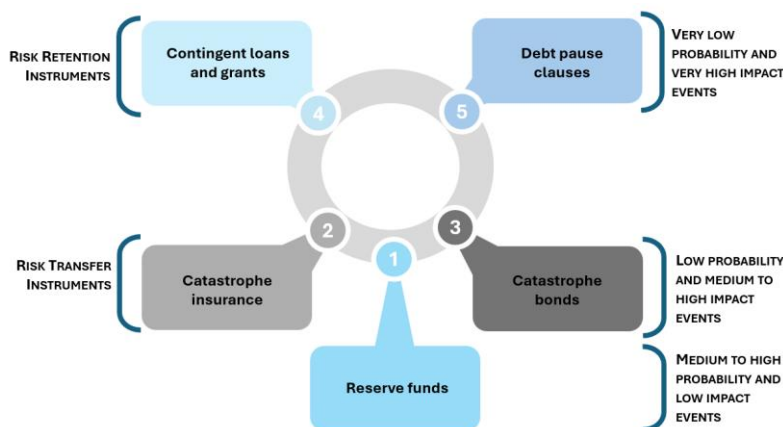 RISK RETENTION
INSTRUMENTS
Contingent loans
and grants
4
Debt pause
clauses
5
VERY LOW
PROBABILITY AND
VERY HIGH IMPACT
EVENTS
RISK TRANSFER
INSTRUMENTS
Catastrophe
insurance
2
1
3
Catastrophe
bonds
LOW PROBABILITY
AND MEDIUM TO
HIGH IMPACT
EVENTS
Reserve funds
MEDIUM TO HIGH
PROBABILITY AND
LOW IMPACT
EVENTS